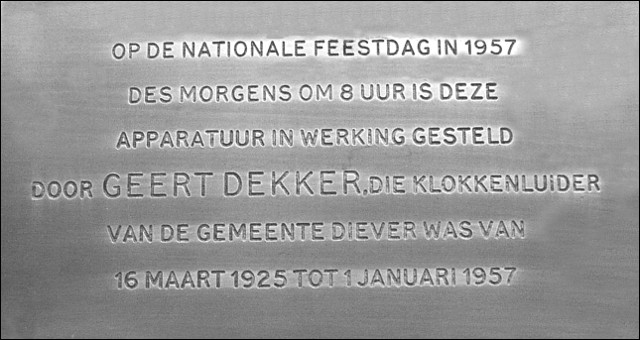 OP DE NATIONALE FEESTDAG IN 1957
DES MORGENS OM 8 UUR IS DEZE
APPARATUUR IN WERKING GESTELD
DOOR GEERT DEKKER, DIE KLOKKENLUIDER
VAN DE GEMEENTE DIEVER WAS VAN
16 MAART 1925 TOT 1 JANUARI 1957